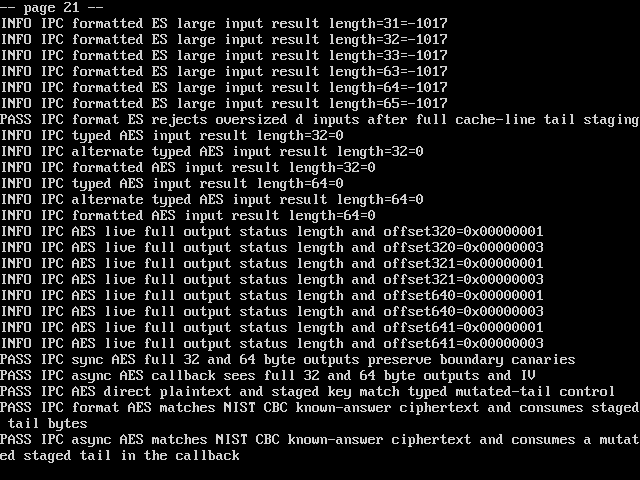 -- page 21 --
INFO IPC formatted ES large input result length=31=-1017
INFO IPC formatted ES large input result length=32=-1017
INFO IPC formatted ES large input result length=33=-1017
INFO IPC formatted ES large input result length=63=-1017
INFO IPC formatted ES large input result length=64=-1017
INFO IPC formatted ES large input result length=65=-1017
PASS IPC format ES rejects oversized d inputs after full cache-line tail staging
INFO IPC typed AES input result length=32=0
INFO IPC alternate typed AES input result length=32=0
INFO IPC formatted AES input result length=32=0
INFO IPC typed AES input result length=64=0
INFO IPC alternate typed AES input result length=64=0
INFO IPC formatted AES input result length=64=0
INFO IPC AES live full output status length and offset320=0x00000001
INFO IPC AES live full output status length and offset320=0x00000003
INFO IPC AES live full output status length and offset321=0x00000001
INFO IPC AES live full output status length and offset321=0x00000003
INFO IPC AES live full output status length and offset640=0x00000001
INFO IPC AES live full output status length and offset640=0x00000003
INFO IPC AES live full output status length and offset641=0x00000001
INFO IPC AES live full output status length and offset641=0x00000003
PASS IPC sync AES full 32 and 64 byte outputs preserve boundary canaries
PASS IPC async AES callback sees full 32 and 64 byte outputs and IV
PASS IPC AES direct plaintext and staged key match typed mutated-tail control
PASS IPC format AES matches NIST CBC known-answer ciphertext and consumes staged
 tail bytes
PASS IPC async AES matches NIST CBC known-answer ciphertext and consumes a mutat
ed staged tail in the callback